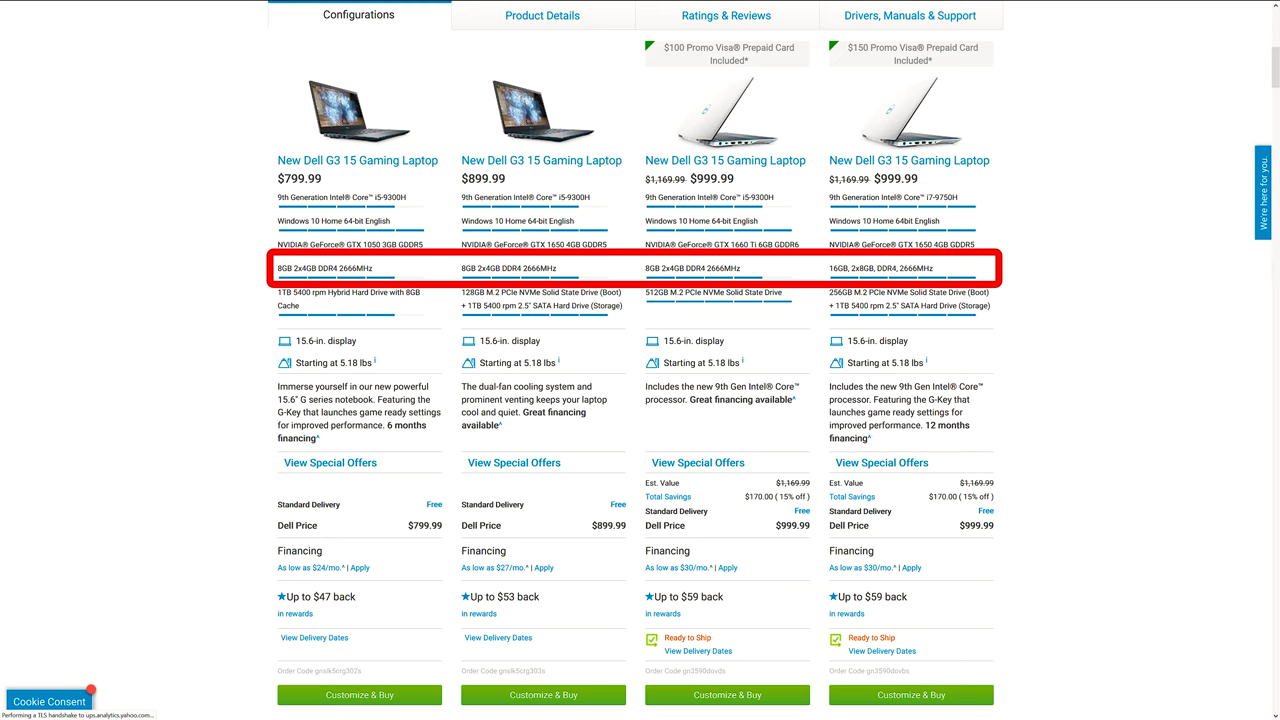 Configurations
Product Details
Ratings & Reviews
Drivers, Manuals & Support
New Dell G3 15 Gaming Laptop
$799.99
9th Generation Intel® Core™ i5-9300H
Windows 10 Home 64-bit English
NVIDIA® GeForce® GTX 1050 3GB GDDR5
8GB 2x4GB DDR4 2666MHz
1TB 5400 rpm Hybrid Hard Drive with 8GB
Cache
15.6-in. display
Starting at 5.18 lbs i
Immerse yourself in our new powerful
15.6" G series notebook. Featuring the
G-Key that launches game ready settings
for improved performance. 6 months
financing^
View Special Offers
Standard Delivery Free
Dell Price $799.99
Financing
As low as $24/mo.^ | Apply
Up to $47 back
in rewards
View Delivery Dates
Order Code gnslk5crg302s
Customize & Buy
New Dell G3 15 Gaming Laptop
$899.99
9th Generation Intel® Core™ i5-9300H
Windows 10 Home 64-bit English
NVIDIA® GeForce® GTX 1650 4GB GDDR5
8GB 2x4GB DDR4 2666MHz
128GB M.2 PCIe NVMe Solid State Drive (Boot)
+ 1TB 5400 rpm 2.5" SATA Hard Drive (Storage)
15.6-in. display
Starting at 5.18 lbs i
The dual-fan cooling system and
prominent venting keeps your laptop
cool and quiet. Great financing
available^
View Special Offers
Standard Delivery Free
Dell Price $899.99
Financing
As low as $27/mo.^ | Apply
Up to $53 back
in rewards
View Delivery Dates
Order Code gnslk5crg303s
Customize & Buy
$100 Promo Visa® Prepaid Card
Included*
New Dell G3 15 Gaming Laptop
$1,169.99 $999.99
9th Generation Intel® Core™ i5-9300H
Windows 10 Home 64-bit English
NVIDIA® GeForce® GTX 1660 Ti 6GB GDDR6
8GB 2x4GB DDR4 2666MHz
512GB M.2 PCIe NVMe Solid State Drive
15.6-in. display
Starting at 5.18 lbs i
Includes the new 9th Gen Intel® Core™
processor. Great financing available^
View Special Offers
Est. Value $1,169.99
Total Savings $170.00 ( 15% off )
Standard Delivery Free
Dell Price $999.99
Financing
As low as $30/mo.^ | Apply
Up to $59 back
in rewards
Ready to Ship
View Delivery Dates
Order Code gn3590dovds
Customize & Buy
$150 Promo Visa® Prepaid Card
Included*
New Dell G3 15 Gaming Laptop
$1,169.99 $999.99
9th Generation Intel® Core™ i7-9750H
Windows 10 Home 64bit English
NVIDIA® GeForce® GTX 1650 4GB GDDR5
16GB, 2x8GB, DDR4, 2666MHz
256GB M.2 PCIe NVMe Solid State Drive (Boot)
+ 1TB 5400 rpm 2.5" SATA Hard Drive (Storage)
15.6-in. display
Starting at 5.18 lbs i
Includes the new 9th Gen Intel® Core™
processor. Featuring the G-Key that
launches game ready settings for
improved performance. 12 months
financing^
View Special Offers
Est. Value $1,169.99
Total Savings $170.00 ( 15% off )
Standard Delivery Free
Dell Price $999.99
Financing
As low as $30/mo.^ | Apply
Up to $59 back
in rewards
Ready to Ship
View Delivery Dates
Order Code gn3590dovbs
Customize & Buy
We're here for you.
Cookie Consent
Performing a TLS handshake to ups.analytics.yahoo.com...